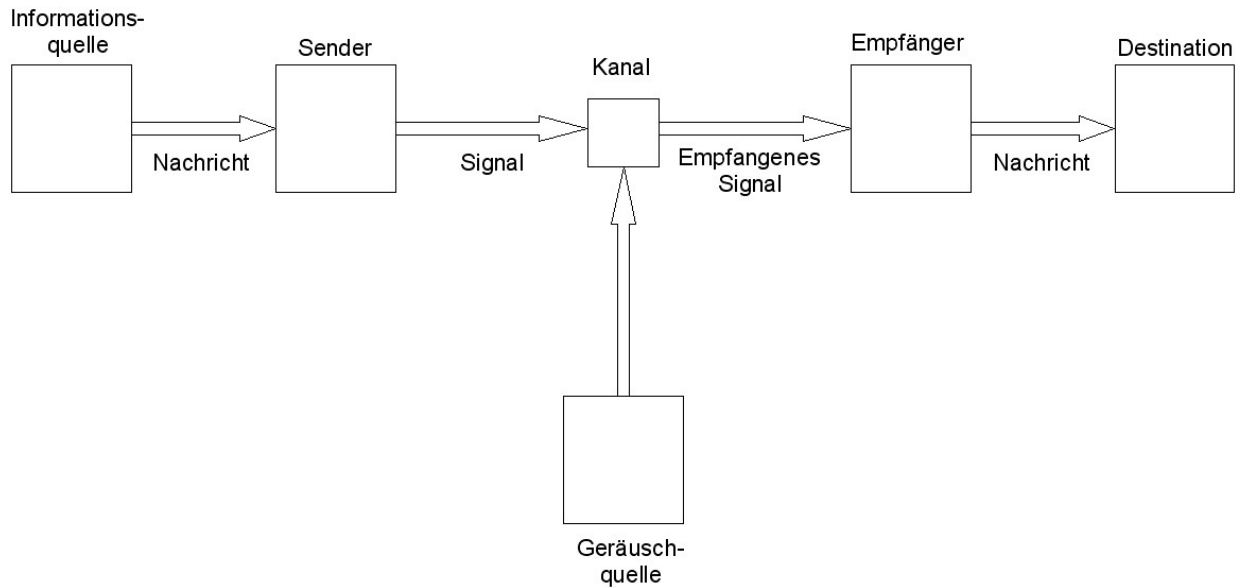 Informations-
quelle
Sender
Kanal
Empfänger
Destination
Nachricht
Signal
Empfangenes
Signal
Nachricht
Geräusch-
quelle